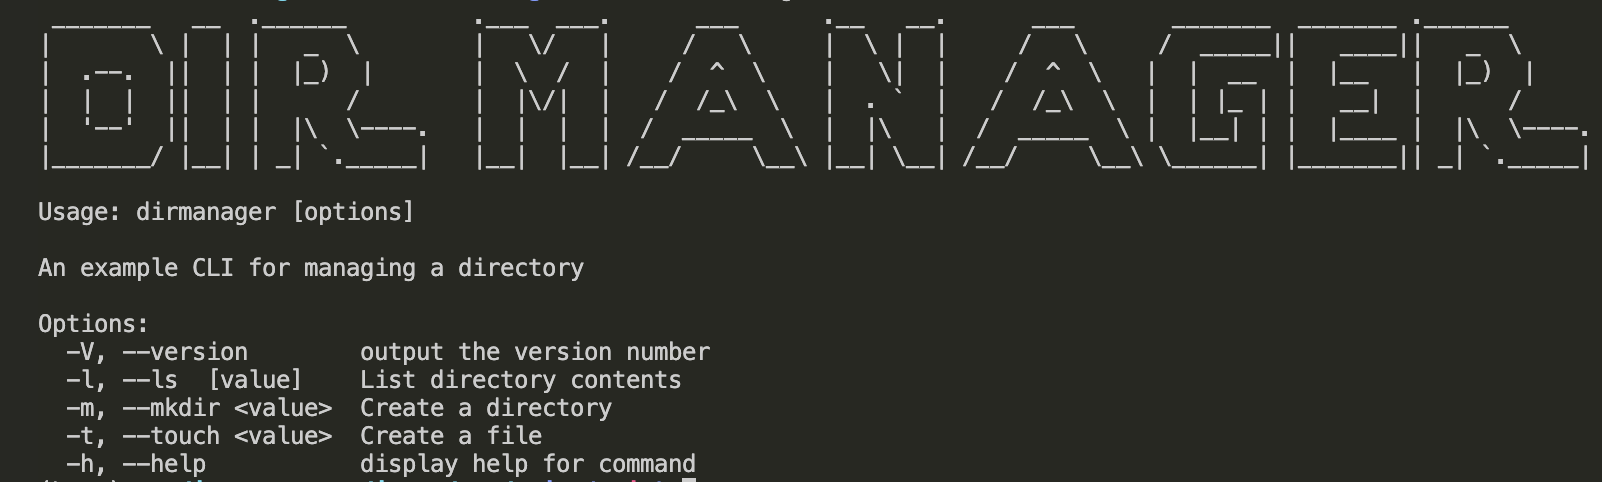 DIR MANAGER
Usage: dirmanager [options]
An example CLI for managing a directory
Options:
-V, --version        output the version number
-l, --ls  [value]    List directory contents
-m, --mkdir <value>  Create a directory
-t, --touch <value>  Create a file
-h, --help           display help for command